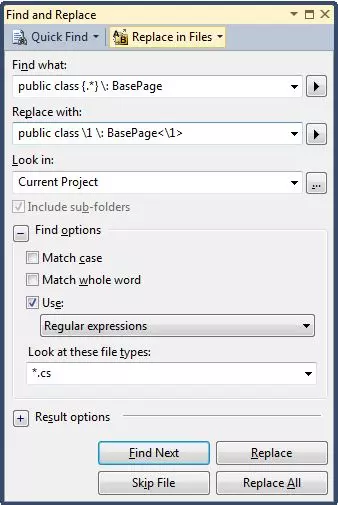 Find and Replace
Quick Find Replace in Files
Find what:
public class {.*} \: BasePage
Replace with:
public class \1 \: BasePage<\1>
Look in:
Current Project
...
Include sub-folders
Find options
Match case
Match whole word
Use:
Regular expressions
Look at these file types:
*.cs
Result options
Find Next Replace
Skip File Replace All